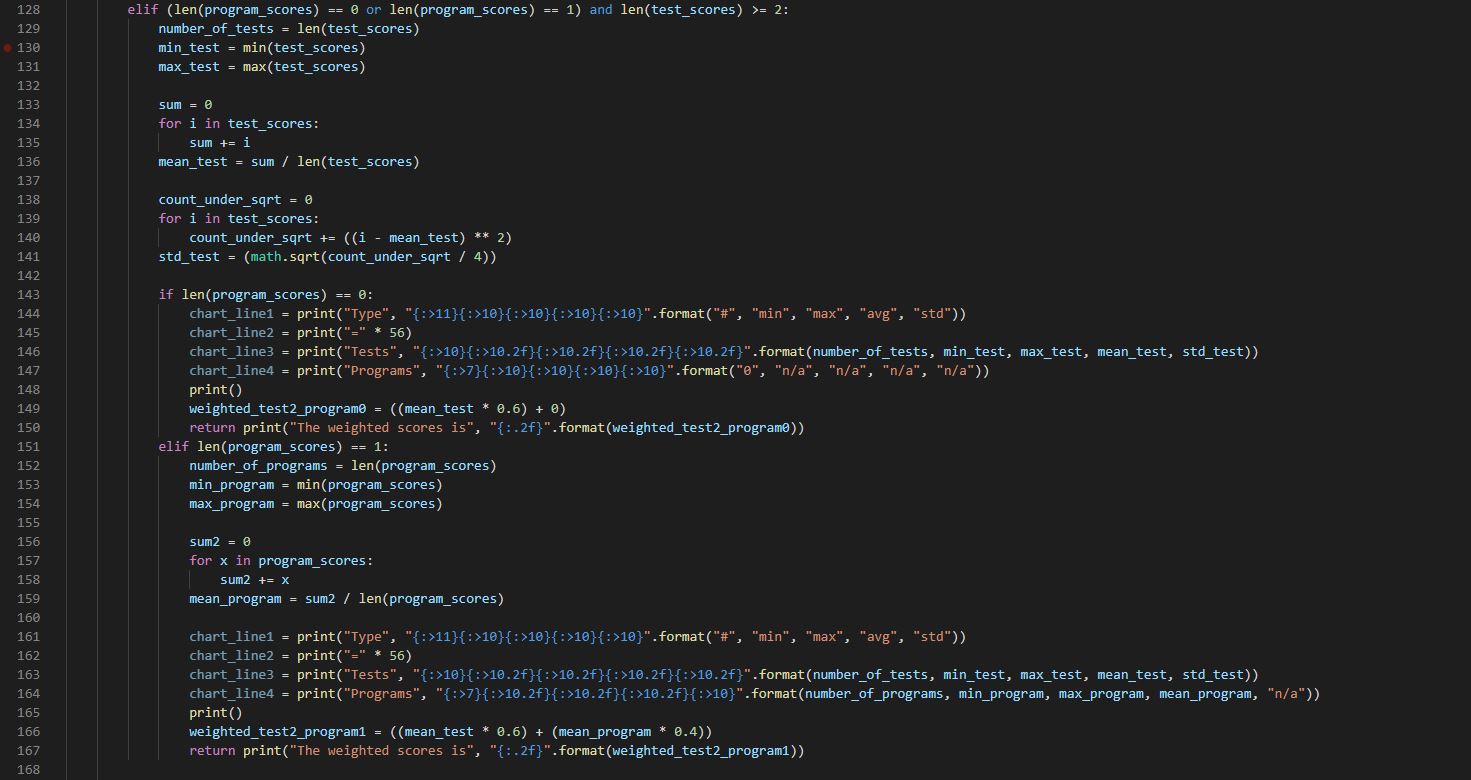 128 elif (len(program_scores) == 0 or len(program_scores) == 1) and len(test_scores) >= 2:
129 number_of_tests = len(test_scores)
130 min_test = min(test_scores)
131 max_test = max(test_scores)
132
133 sum = 0
134 for i in test_scores:
135 sum += i
136 mean_test = sum / len(test_scores)
137
138 count_under_sqrt = 0
139 for i in test_scores:
140 count_under_sqrt += ((i - mean_test) ** 2)
141 std_test = (math.sqrt(count_under_sqrt / 4))
142
143 if len(program_scores) == 0:
144 chart_line1 = print("Type", "{:>11}{:>10}{:>10}{:>10}{:>10}".format("#", "min", "max", "avg", "std"))
145 chart_line2 = print("=" * 56)
146 chart_line3 = print("Tests", "{:>10}{:>10.2f}{:>10.2f}{:>10.2f}{:>10.2f}".format(number_of_tests, min_test, max_test, mean_test, std_test))
147 chart_line4 = print("Programs", "{:>7}{:>10}{:>10}{:>10}{:>10}".format("0", "n/a", "n/a", "n/a", "n/a"))
148 print()
149 weighted_test2_program0 = ((mean_test * 0.6) + 0)
150 return print("The weighted scores is", "{:.2f}".format(weighted_test2_program0))
151 elif len(program_scores) == 1:
152 number_of_programs = len(program_scores)
153 min_program = min(program_scores)
154 max_program = max(program_scores)
155
156 sum2 = 0
157 for x in program_scores:
158 sum2 += x
159 mean_program = sum2 / len(program_scores)
160
161 chart_line1 = print("Type", "{:>11}{:>10}{:>10}{:>10}{:>10}".format("#", "min", "max", "avg", "std"))
162 chart_line2 = print("=" * 56)
163 chart_line3 = print("Tests", "{:>10}{:>10.2f}{:>10.2f}{:>10.2f}{:>10.2f}".format(number_of_tests, min_test, max_test, mean_test, std_test))
164 chart_line4 = print("Programs", "{:>7}{:>10.2f}{:>10.2f}{:>10.2f}{:>10}".format(number_of_programs, min_program, max_program, mean_program, "n/a"))
165 print()
166 weighted_test2_program1 = ((mean_test * 0.6) + (mean_program * 0.4))
167 return print("The weighted scores is", "{:.2f}".format(weighted_test2_program1))
168